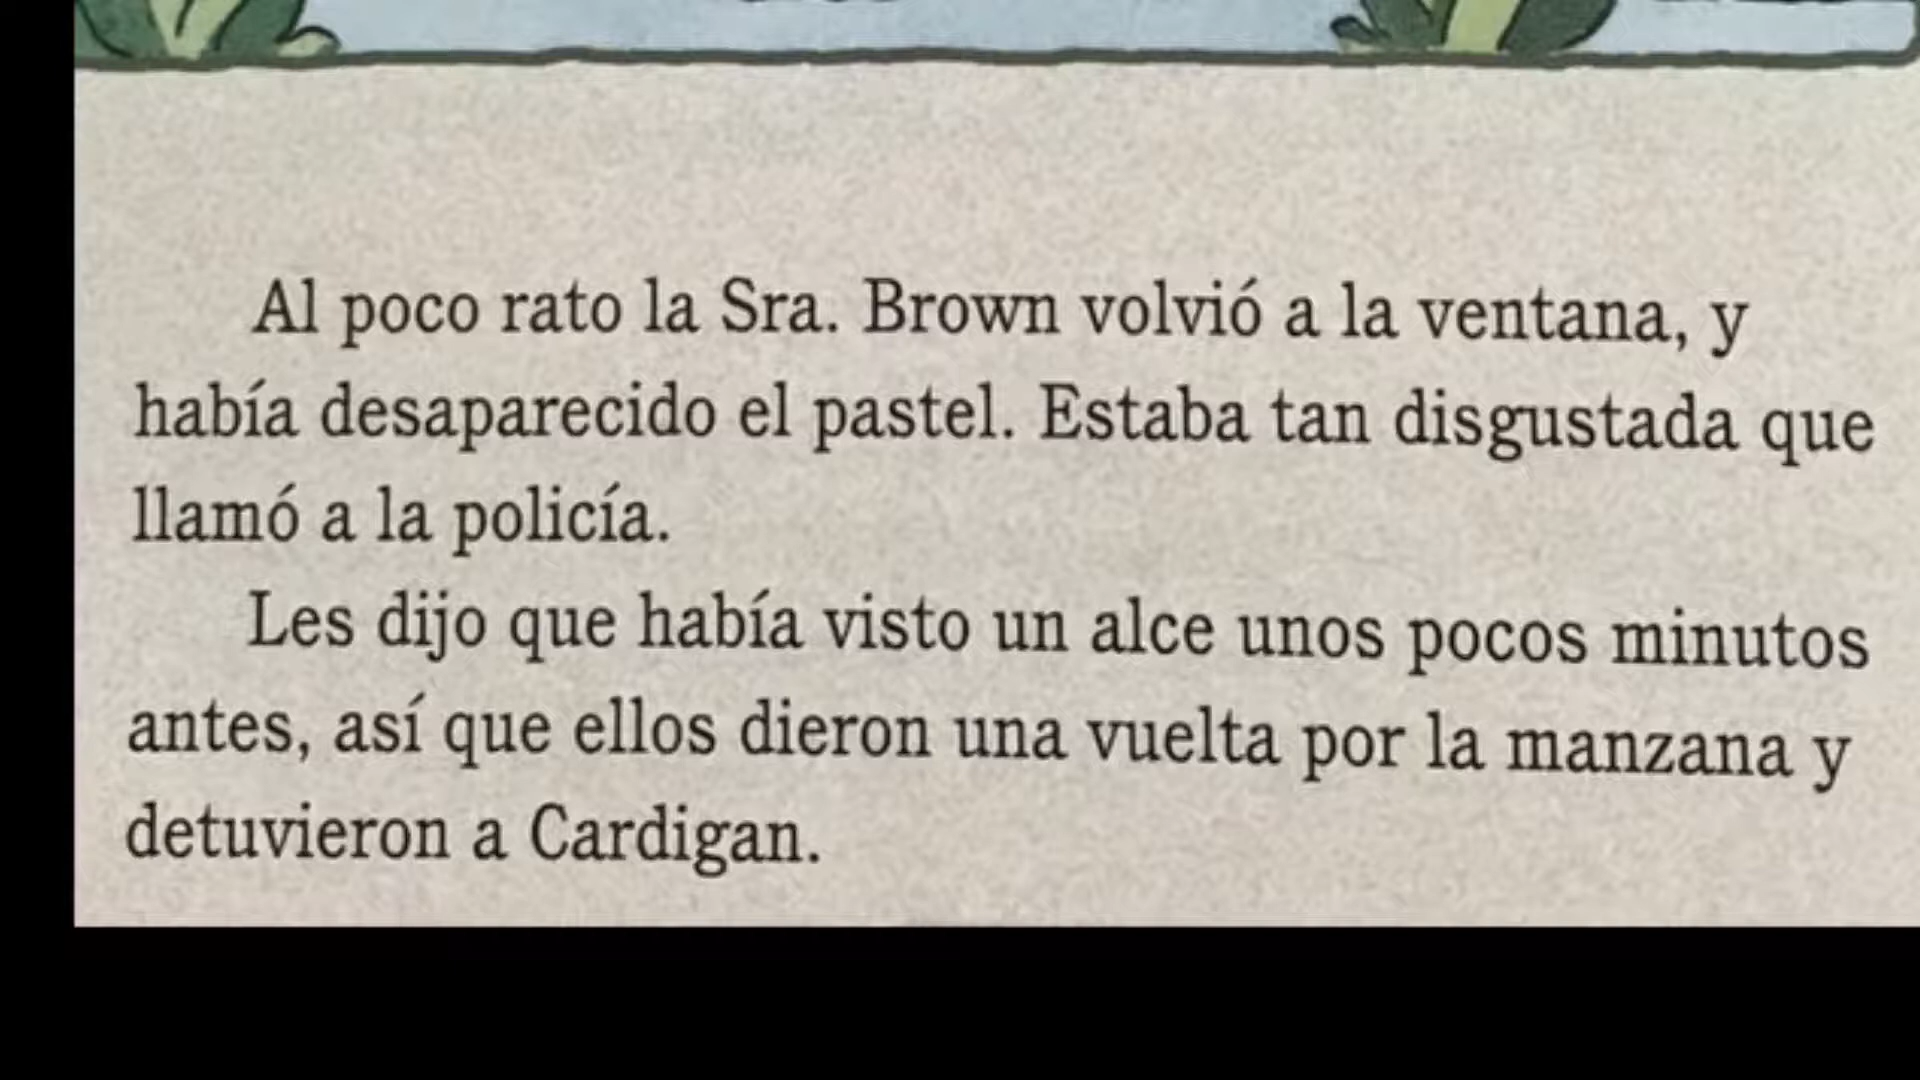 Al poco rato la Sra. Brown volvió a la ventana, y
había desaparecido el pastel. Estaba tan disgustada que
llamó a la policía.
Les dijo que había visto un alce unos pocos minutos
antes, así que ellos dieron una vuelta por la manzana y
detuvieron a Cardigan.